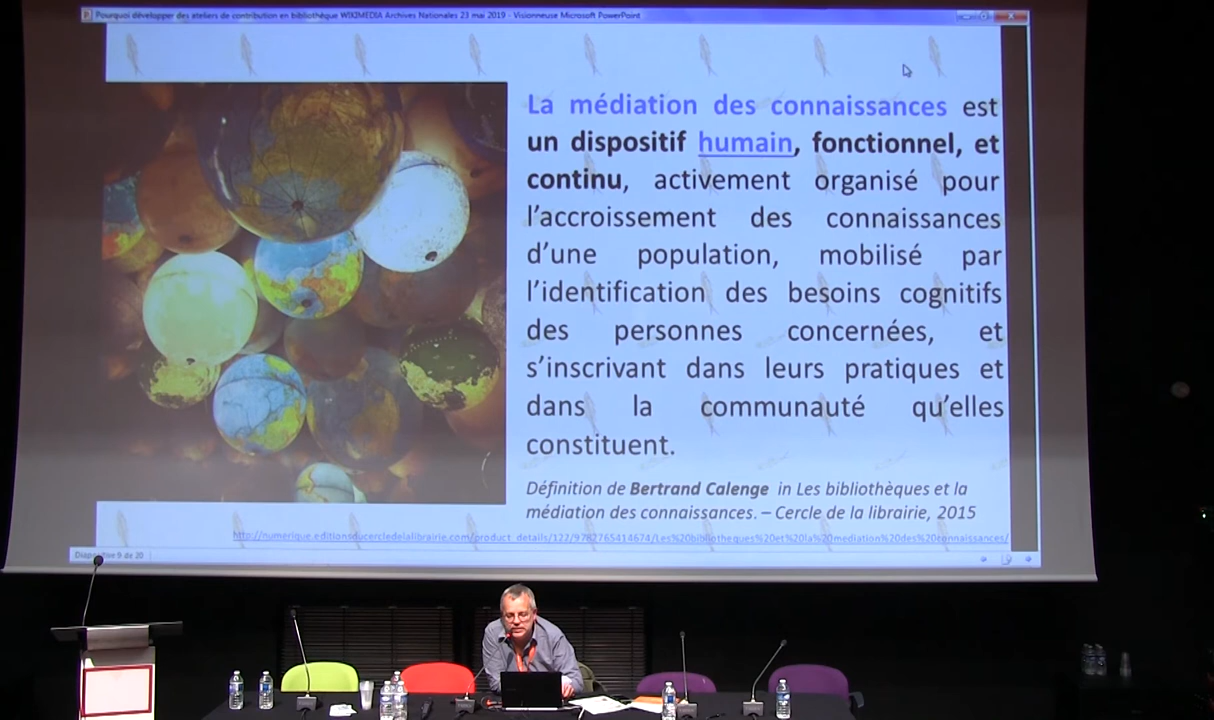 Pourquoi développer des ateliers de contribution en bibliothèque WIKIMEDIA Archives Nationales 23 mai 2019 - Visionneuse Microsoft PowerPoint
La médiation des connaissances est
un dispositif humain, fonctionnel, et
continu, activement organisé pour
l'accroissement des connaissances
d'une population, mobilisé par
l'identification des besoins cognitifs
des personnes concernées, et
s'inscrivant dans leurs pratiques et
dans la communauté qu'elles
constituent.
Définition de Bertrand Calenge in Les bibliothèques et la
médiation des connaissances. – Cercle de la librairie, 2015
http://numerique.editionsducercledelalibrairie.com/product_details/122/9782765414674/Les%20bibliotheques%20et%20la%20mediation%20des%20connaissances/
Diapositive 9 de 20